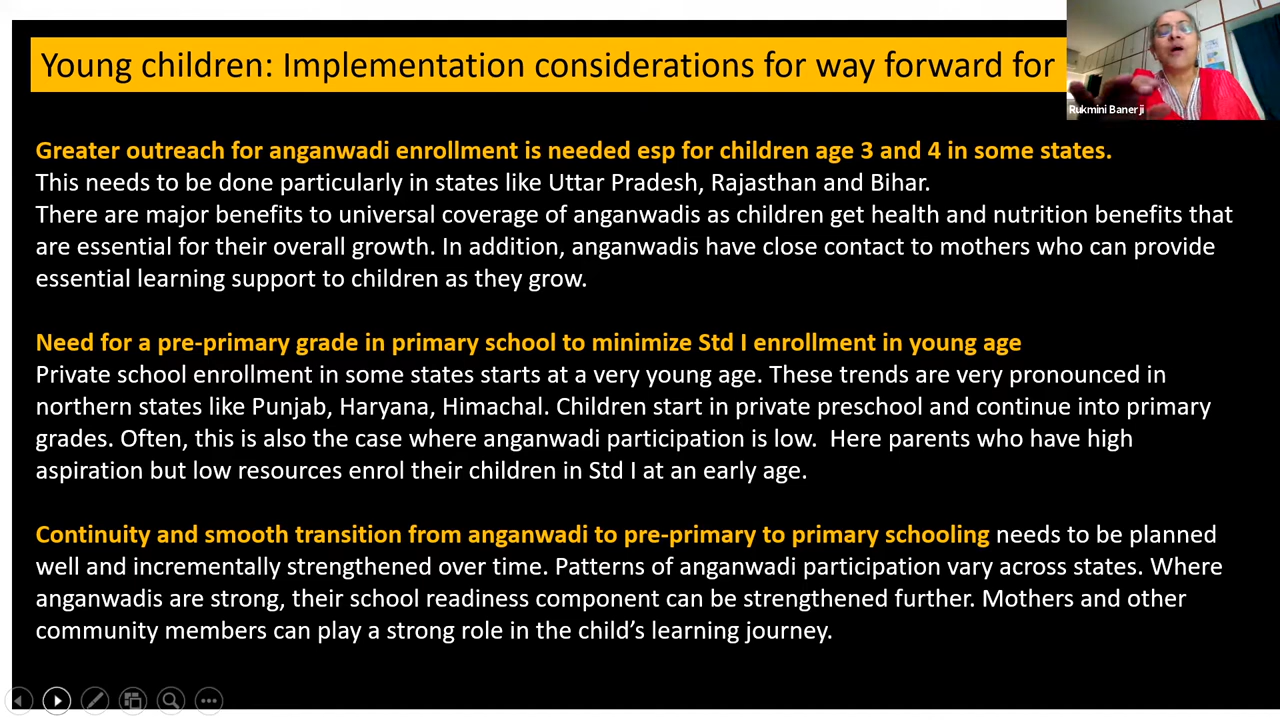 Young children: Implementation considerations for way forward for
Rukmini Banerji
Greater outreach for anganwadi enrollment is needed esp for children age 3 and 4 in some states.
This needs to be done particularly in states like Uttar Pradesh, Rajasthan and Bihar.
There are major benefits to universal coverage of anganwadis as children get health and nutrition benefits that
are essential for their overall growth. In addition, anganwadis have close contact to mothers who can provide
essential learning support to children as they grow.
Need for a pre-primary grade in primary school to minimize Std I enrollment in young age
Private school enrollment in some states starts at a very young age. These trends are very pronounced in
northern states like Punjab, Haryana, Himachal. Children start in private preschool and continue into primary
grades. Often, this is also the case where anganwadi participation is low. Here parents who have high
aspiration but low resources enrol their children in Std I at an early age.
Continuity and smooth transition from anganwadi to pre-primary to primary schooling needs to be planned
well and incrementally strengthened over time. Patterns of anganwadi participation vary across states. Where
anganwadis are strong, their school readiness component can be strengthened further. Mothers and other
community members can play a strong role in the child's learning journey.